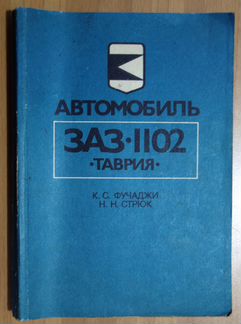 АВТОМОБИЛЬ
ЗАЗ·1102
·ТАВРИЯ·
К. С. ФУЧАДЖИ
Н. Н. СТРЮК